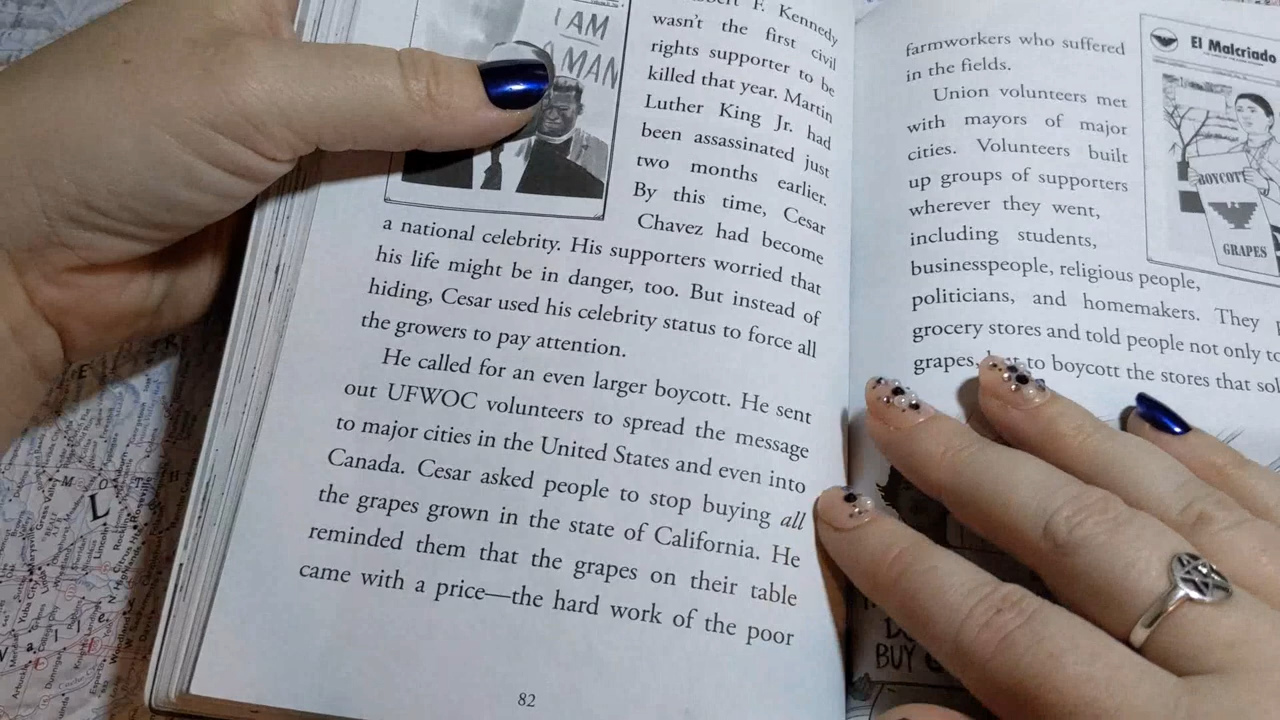 I AM
A MAN
F. Kennedy
wasn't the first civil
rights supporter to be
killed that year. Martin
Luther King Jr. had
been assassinated just
two months earlier.
By this time, Cesar
Chavez had become
a national celebrity. His supporters worried that
his life might be in danger, too. But instead of
hiding, Cesar used his celebrity status to force all
the growers to pay attention.
He called for an even larger boycott. He sent
out UFWOC volunteers to spread the message
to major cities in the United States and even into
Canada. Cesar asked people to stop buying all
the grapes grown in the state of California. He
reminded them that the grapes on their table
came with a price—the hard work of the poor
82
farmworkers who suffered
in the fields.
Union volunteers met
with mayors of major
cities. Volunteers built
up groups of supporters
wherever they went,
including students,
businesspeople, religious people,
politicians, and homemakers. They
grocery stores and told people not only to
grapes, to boycott the stores that
El Malcriado
BOYCOTT
GRAPES
BUY